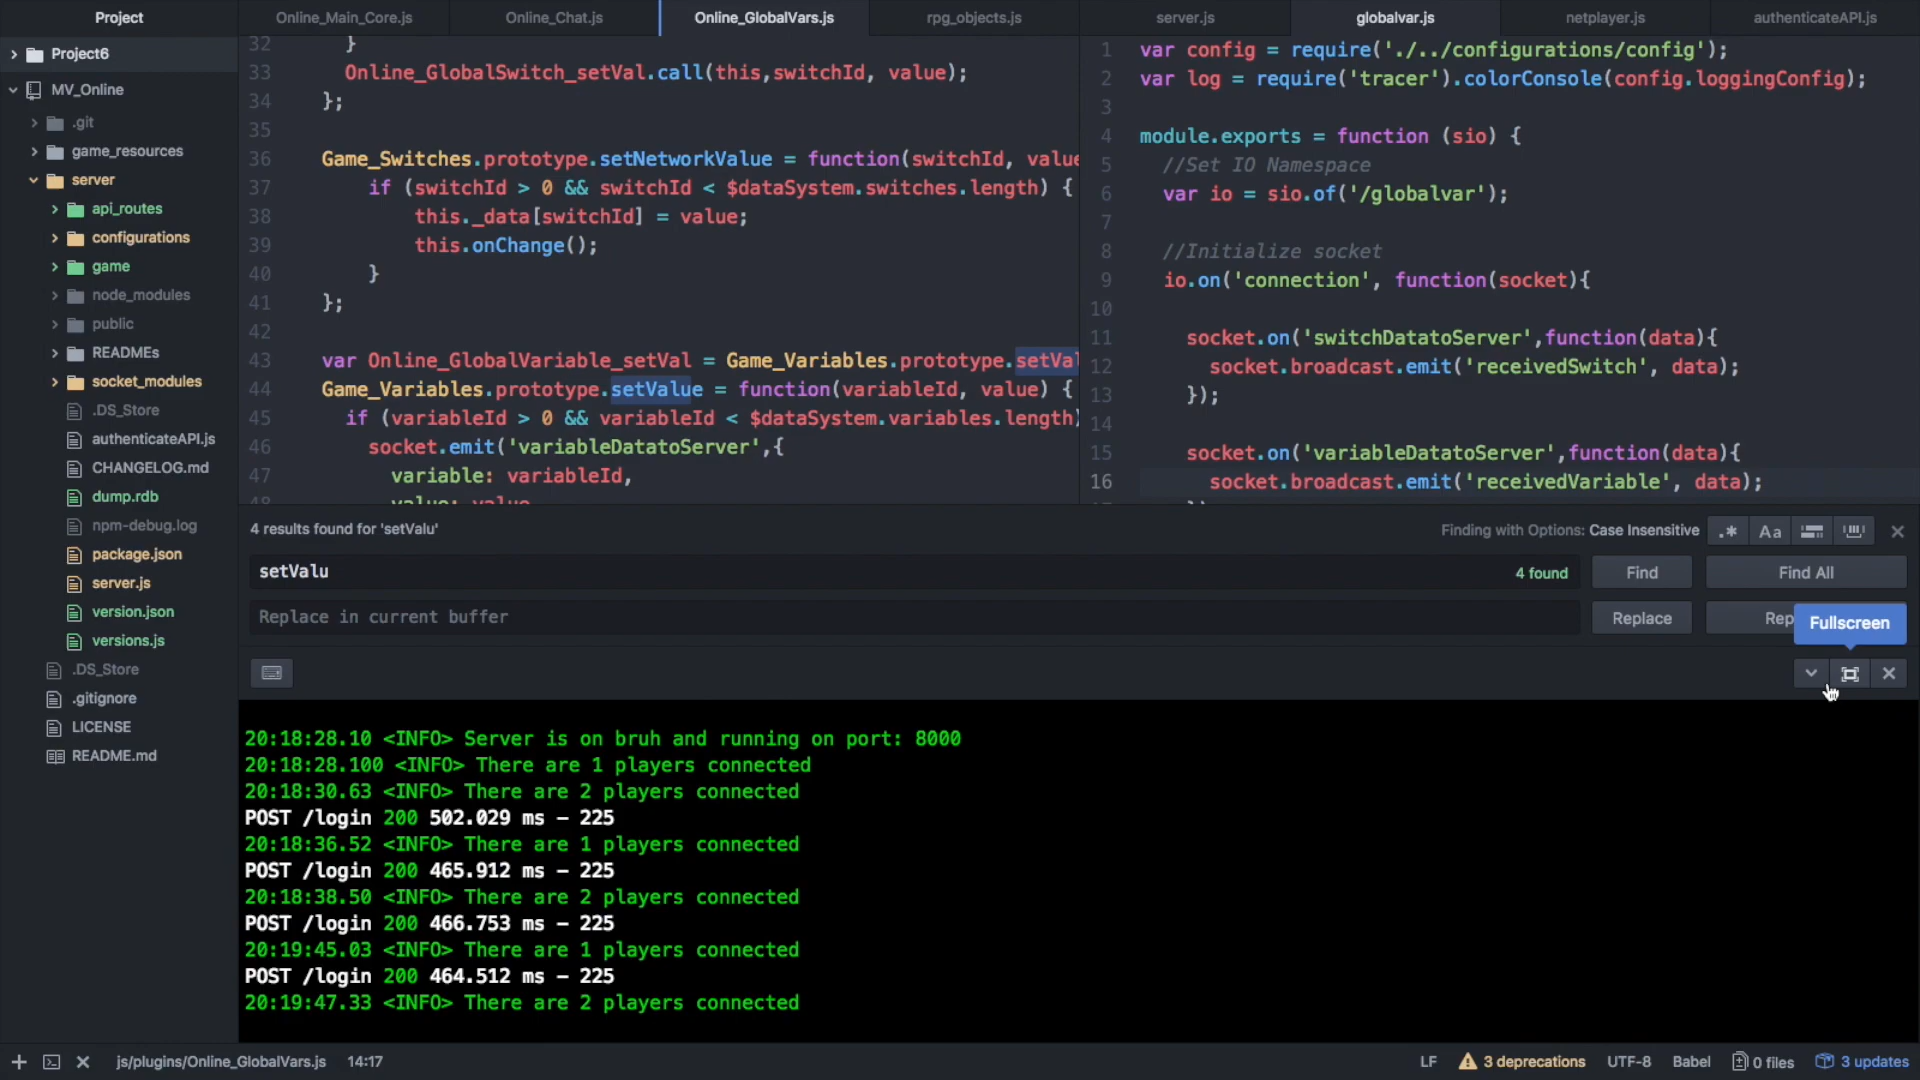 Project
Online_Main_Core.js
Online_Chat.js
Online_GlobalVars.js
rpg_objects.js
server.js
globalvar.js
netplayer.js
authenticateAPI.js
Project6
MV_Online
.git
game_resources
server
api_routes
configurations
game
node_modules
public
READMEs
socket_modules
.DS_Store
authenticateAPI.js
CHANGELOG.md
dump.rdb
npm-debug.log
package.json
server.js
version.json
versions.js
.DS_Store
.gitignore
LICENSE
README.md
32 }
33 Online_GlobalSwitch_setVal.call(this,switchId, value);
34 };
35
36 Game_Switches.prototype.setNetworkValue = function(switchId, value
37 if (switchId > 0 && switchId < $dataSystem.switches.length) {
38 this._data[switchId] = value;
39 this.onChange();
40 }
41 };
42
43 var Online_GlobalVariable_setVal = Game_Variables.prototype.setVal
44 Game_Variables.prototype.setValue = function(variableId, value) {
45 if (variableId > 0 && variableId < $dataSystem.variables.length)
46 socket.emit('variableDatatoServer',{
47 variable: variableId,
48 value: value
1 var config = require('./../configurations/config');
2 var log = require('tracer').colorConsole(config.loggingConfig);
3
4 module.exports = function (sio) {
5 //Set IO Namespace
6 var io = sio.of('/globalvar');
7
8 //Initialize socket
9 io.on('connection', function(socket){
10
11 socket.on('switchDatatoServer',function(data){
12 socket.broadcast.emit('receivedSwitch', data);
13 });
14
15 socket.on('variableDatatoServer',function(data){
16 socket.broadcast.emit('receivedVariable', data);
4 results found for 'setValu'
Finding with Options: Case Insensitive
.* Aa
setValu
4 found
Find
Find All
Replace in current buffer
Replace
Rep
Fullscreen
20:18:28.10 <INFO> Server is on bruh and running on port: 8000
20:18:28.100 <INFO> There are 1 players connected
20:18:30.63 <INFO> There are 2 players connected
POST /login 200 502.029 ms – 225
20:18:36.52 <INFO> There are 1 players connected
POST /login 200 465.912 ms – 225
20:18:38.50 <INFO> There are 2 players connected
POST /login 200 466.753 ms – 225
20:19:45.03 <INFO> There are 1 players connected
POST /login 200 464.512 ms – 225
20:19:47.33 <INFO> There are 2 players connected
js/plugins/Online_GlobalVars.js 14:17
LF 3 deprecations UTF-8 Babel 0 files 3 updates